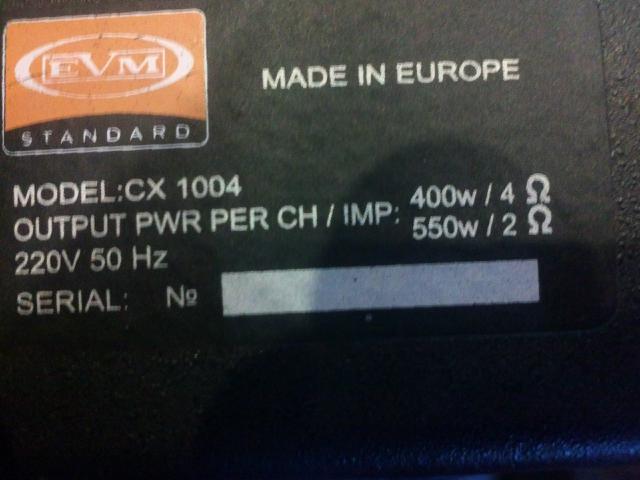 EVM
STANDARD
MADE IN EUROPE
MODEL:CX 1004
OUTPUT PWR PER CH / IMP: 400w / 4 Ω
550w / 2 Ω
220V 50 Hz
SERIAL: №